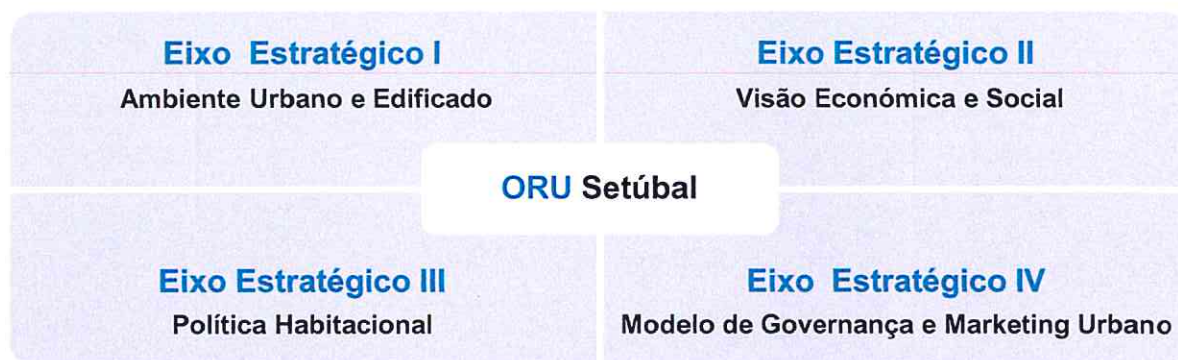 Eixo Estratégico I
Ambiente Urbano e Edificado
Eixo Estratégico II
Visão Económica e Social
ORU Setúbal
Eixo Estratégico III
Política Habitacional
Eixo Estratégico IV
Modelo de Governança e Marketing Urbano